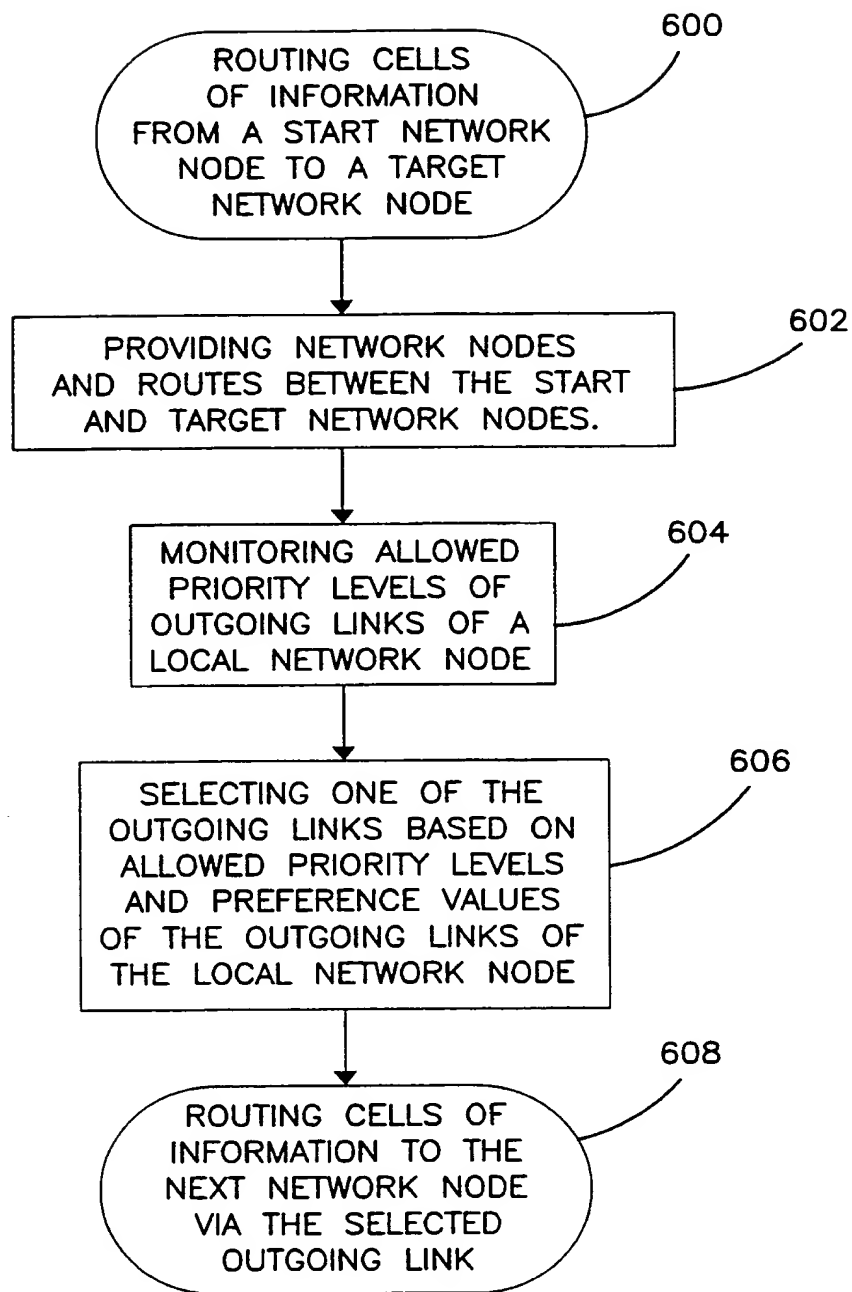 600
ROUTING CELLS
OF INFORMATION
FROM A START NETWORK
NODE TO A TARGET
NETWORK NODE
602
PROVIDING NETWORK NODES
AND ROUTES BETWEEN THE START
AND TARGET NETWORK NODES.
604
MONITORING ALLOWED
PRIORITY LEVELS OF
OUTGOING LINKS OF A
LOCAL NETWORK NODE
606
SELECTING ONE OF THE
OUTGOING LINKS BASED ON
ALLOWED PRIORITY LEVELS
AND PREFERENCE VALUES
OF THE OUTGOING LINKS OF
THE LOCAL NETWORK NODE
608
ROUTING CELLS OF
INFORMATION TO THE
NEXT NETWORK NODE
VIA THE SELECTED
OUTGOING LINK